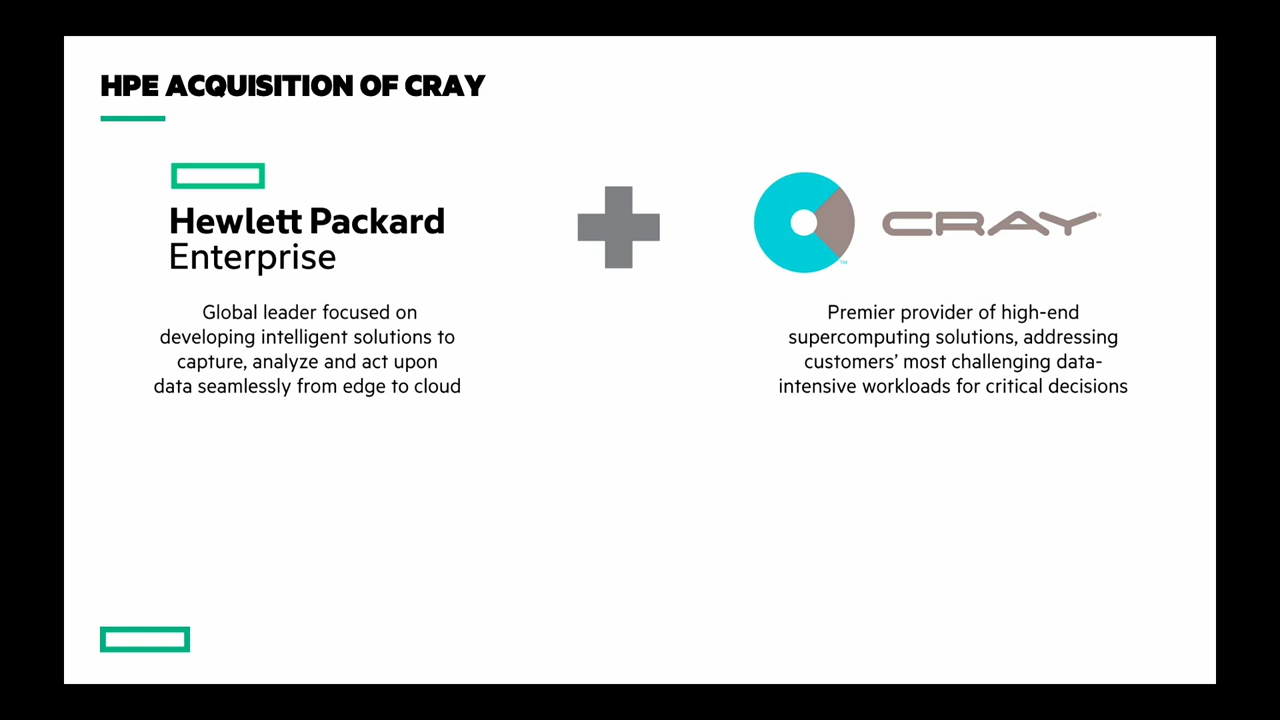 HPE ACQUISITION OF CRAY
Hewlett Packard
Enterprise
Global leader focused on
developing intelligent solutions to
capture, analyze and act upon
data seamlessly from edge to cloud
CRAY®
™
Premier provider of high-end
supercomputing solutions, addressing
customers’ most challenging data-
intensive workloads for critical decisions